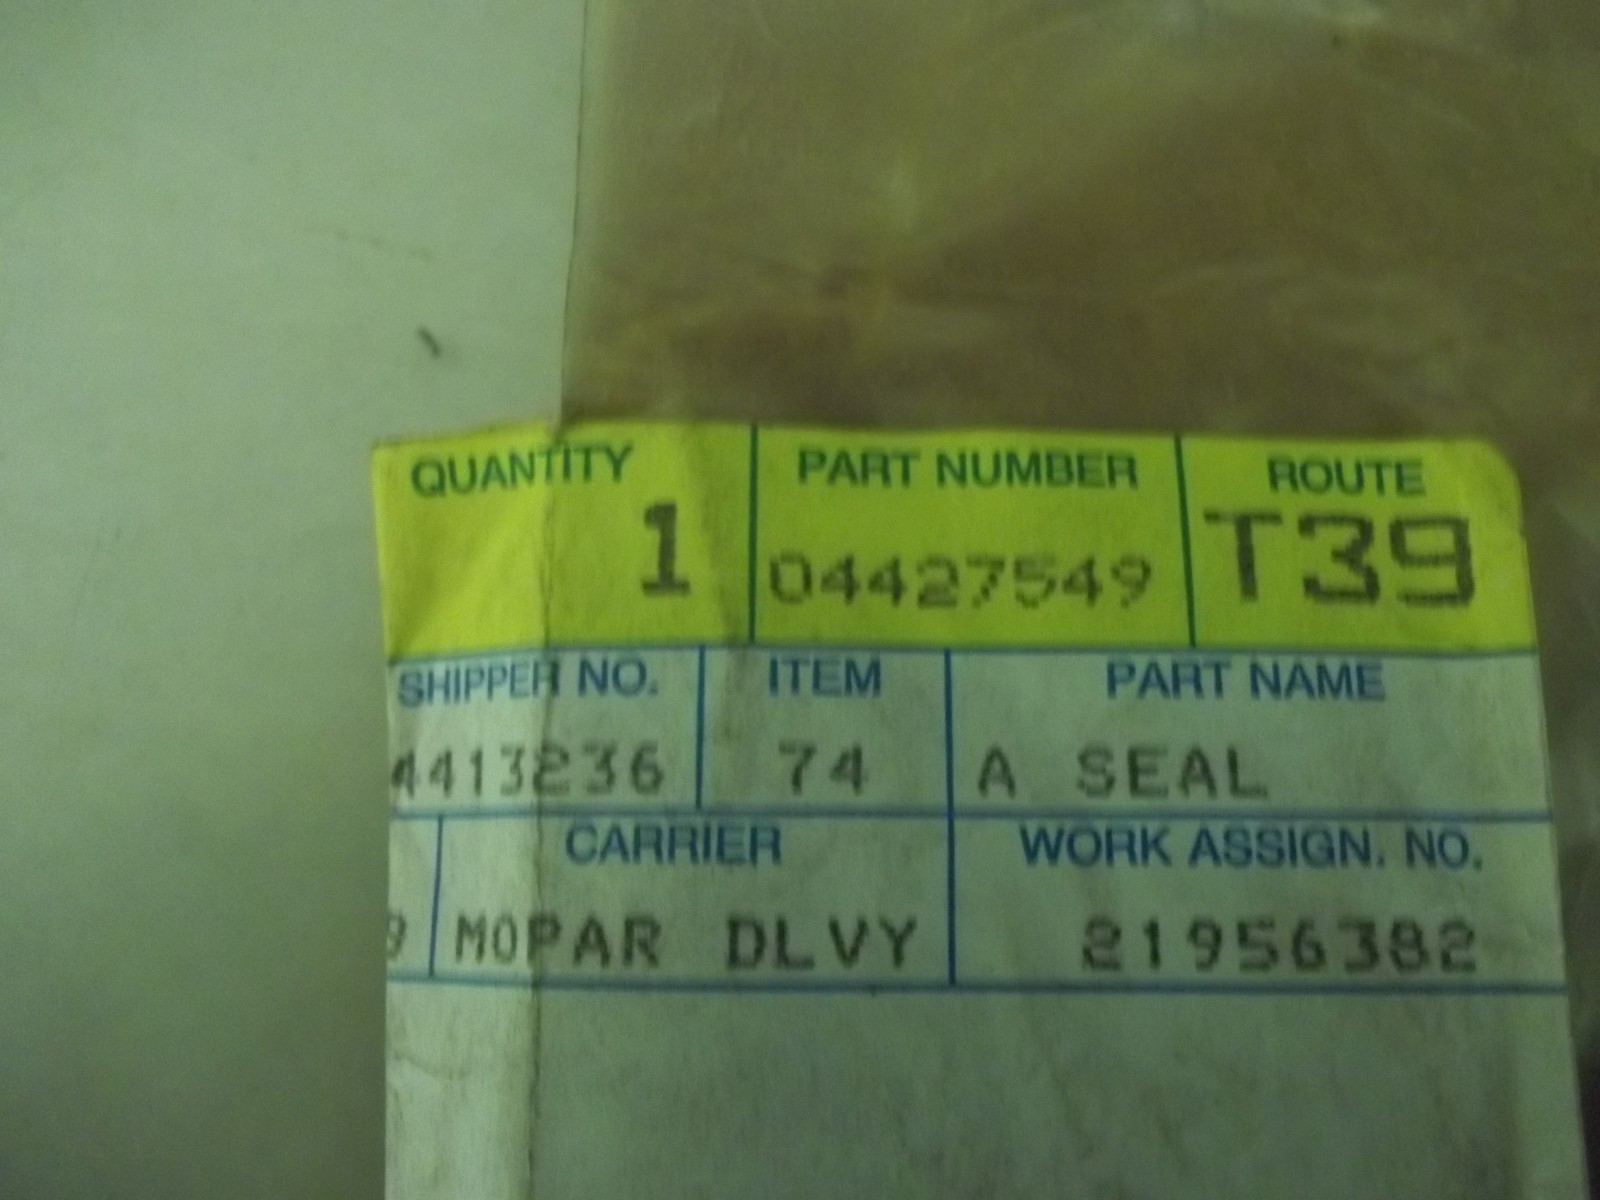 QUANTITY PART NUMBER ROUTE
1 04427549 T39
SHIPPER NO. ITEM PART NAME
4413236 74 A SEAL
CARRIER WORK ASSIGN. NO.
MOPAR DLVY 21956382